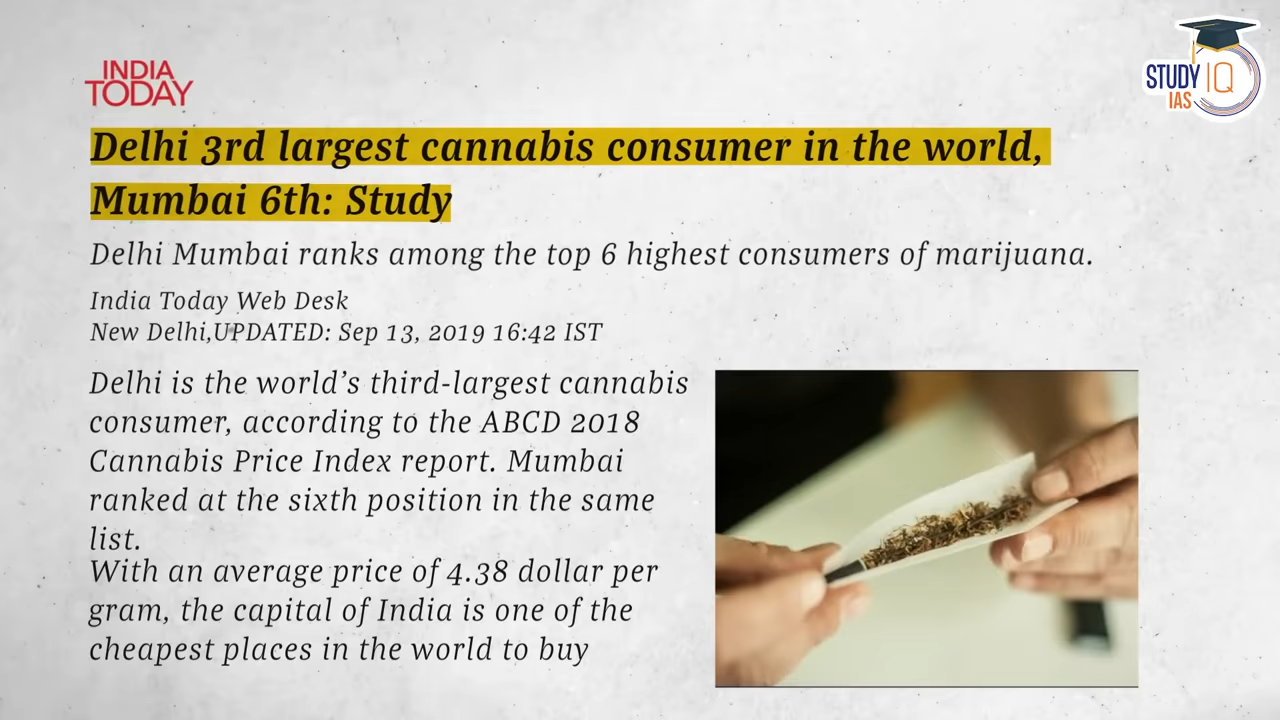 INDIA
TODAY
STUDY IQ
IAS
Delhi 3rd largest cannabis consumer in the world,
Mumbai 6th: Study
Delhi Mumbai ranks among the top 6 highest consumers of marijuana.
India Today Web Desk
New Delhi,UPDATED: Sep 13, 2019 16:42 IST
Delhi is the world's third-largest cannabis
consumer, according to the ABCD 2018
Cannabis Price Index report. Mumbai
ranked at the sixth position in the same
list.
With an average price of 4.38 dollar per
gram, the capital of India is one of the
cheapest places in the world to buy